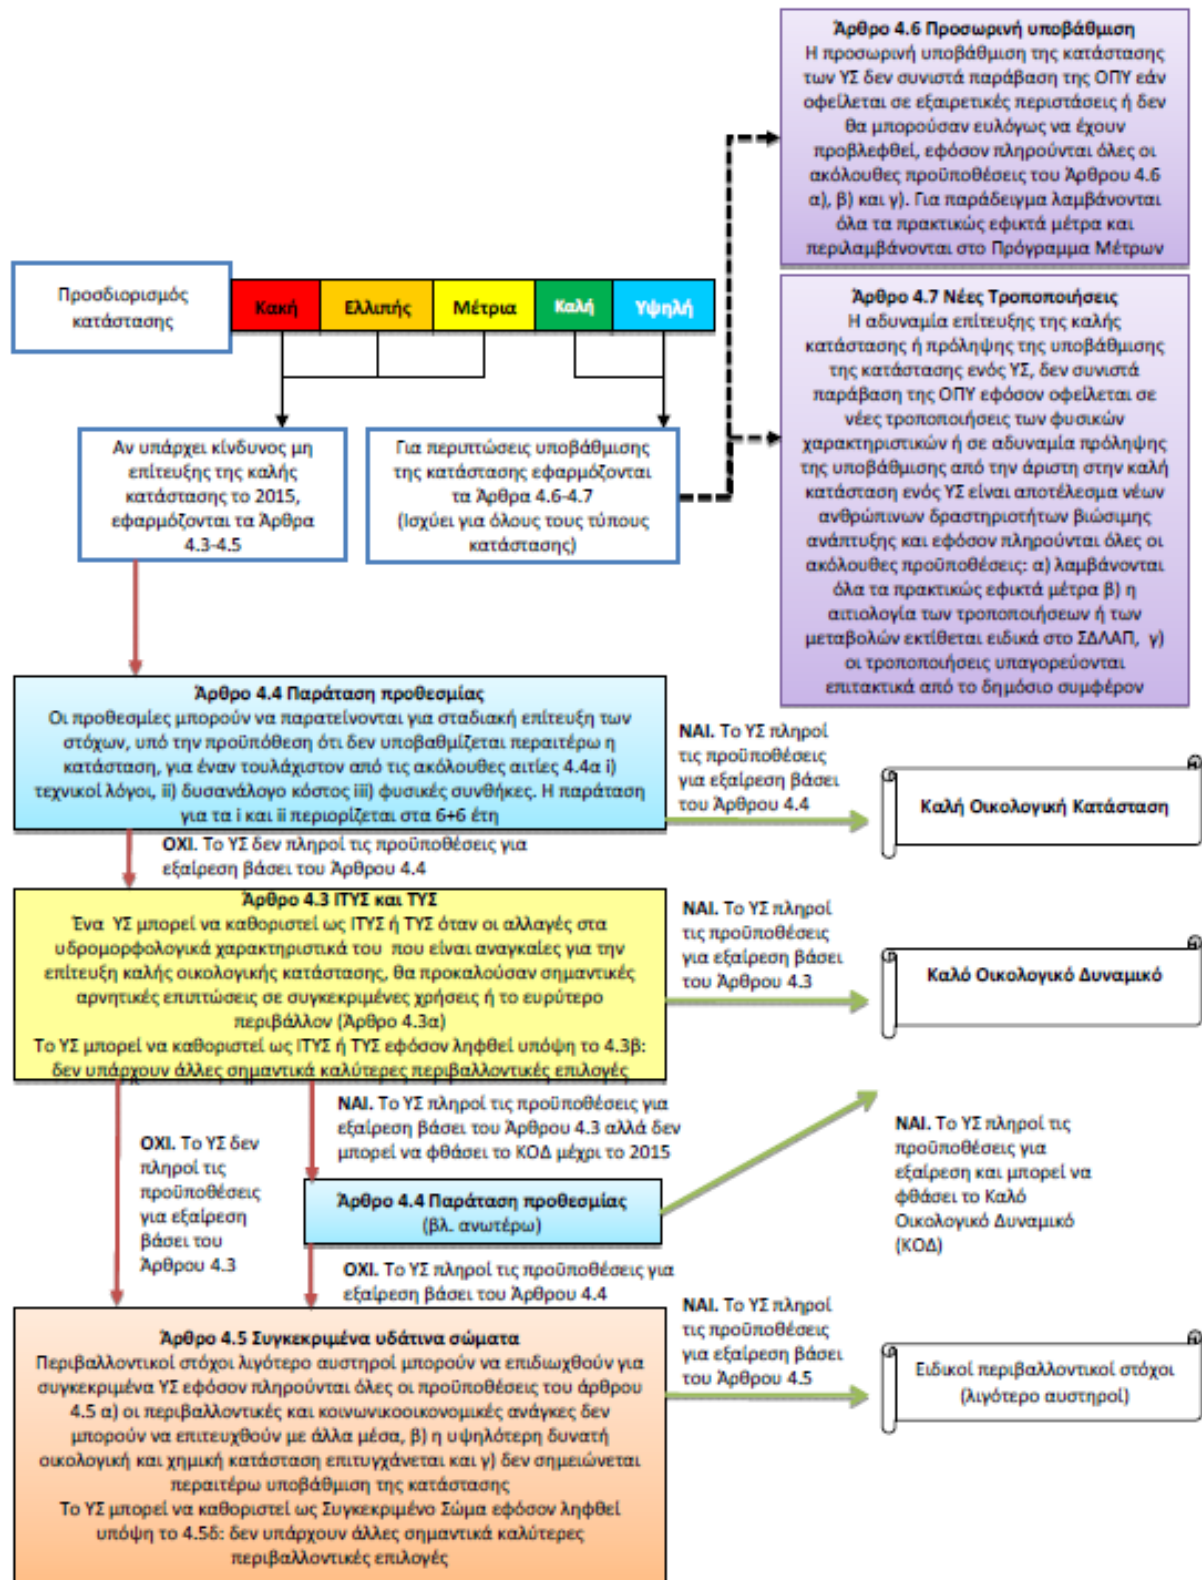 Άρθρο 4.6 Προσωρινή υποβάθμιση
Η προσωρινή υποβάθμιση της κατάστασης
των ΥΣ δεν συνιστά παράβαση της ΟΠΥ εάν
οφείλεται σε εξαιρετικές περιστάσεις ή δεν
θα μπορούσαν ευλόγως να έχουν
προβλεφθεί, εφόσον πληρούνται όλες οι
ακόλουθες προϋποθέσεις του Άρθρου 4.6
α), β) και γ). Για παράδειγμα λαμβάνονται
όλα τα πρακτικώς εφικτά μέτρα και
περιλαμβάνονται στο Πρόγραμμα Μέτρων
Προσδιορισμός
κατάστασης
Κακή
Ελλιπής
Μέτρια
Καλή
Υψηλή
Άρθρο 4.7 Νέες Τροποποιήσεις
Η αδυναμία επίτευξης της καλής
κατάστασης ή πρόληψης της υποβάθμισης
της κατάστασης ενός ΥΣ, δεν συνιστά
παράβαση της ΟΠΥ εφόσον οφείλεται σε
νέες τροποποιήσεις των φυσικών
χαρακτηριστικών ή σε αδυναμία πρόληψης
της υποβάθμισης από την άριστη στην καλή
κατάσταση ενός ΥΣ είναι αποτέλεσμα νέων
ανθρώπινων δραστηριοτήτων βιώσιμης
ανάπτυξης και εφόσον πληρούνται όλες οι
ακόλουθες προϋποθέσεις: α) λαμβάνονται
όλα τα πρακτικώς εφικτά μέτρα β) η
αιτιολογία των τροποποιήσεων ή των
μεταβολών εκτίθεται ειδικά στο ΣΔΛΑΠ, γ)
οι τροποποιήσεις υπαγορεύονται
επιτακτικά από το δημόσιο συμφέρον
Αν υπάρχει κίνδυνος μη
επίτευξης της καλής
κατάστασης το 2015,
εφαρμόζονται τα Άρθρα
4.3-4.5
Για περιπτώσεις υποβάθμισης
της κατάστασης εφαρμόζονται
τα Άρθρα 4.6-4.7
(Ισχύει για όλους τους τύπους
κατάστασης)
Άρθρο 4.4 Παράταση προθεσμίας
Οι προθεσμίες μπορούν να παρατείνονται για σταδιακή επίτευξη των
στόχων, υπό την προϋπόθεση ότι δεν υποβαθμίζεται περαιτέρω η
κατάσταση, για έναν τουλάχιστον από τις ακόλουθες αιτίες 4.4α i)
τεχνικοί λόγοι, ii) δυσανάλογο κόστος iii) φυσικές συνθήκες. Η παράταση
για τα i και ii περιορίζεται στα 6+6 έτη
ΝΑΙ. Το ΥΣ πληροί
τις προϋποθέσεις
για εξαίρεση βάσει
του Άρθρου 4.4
Καλή Οικολογική Κατάσταση
ΟΧΙ. Το ΥΣ δεν πληροί τις προϋποθέσεις για
εξαίρεση βάσει του Άρθρου 4.4
Άρθρο 4.3 ΙΤΥΣ και ΤΥΣ
Ένα ΥΣ μπορεί να καθοριστεί ως ΙΤΥΣ ή ΤΥΣ όταν οι αλλαγές στα
υδρομορφολογικά χαρακτηριστικά του που είναι αναγκαίες για την
επίτευξη καλής οικολογικής κατάστασης, θα προκαλούσαν σημαντικές
αρνητικές επιπτώσεις σε συγκεκριμένες χρήσεις ή το ευρύτερο
περιβάλλον (Άρθρο 4.3α)
Το ΥΣ μπορεί να καθοριστεί ως ΙΤΥΣ ή ΤΥΣ εφόσον ληφθεί υπόψη το 4.3β:
δεν υπάρχουν άλλες σημαντικά καλύτερες περιβαλλοντικές επιλογές
ΝΑΙ. Το ΥΣ πληροί
τις προϋποθέσεις
για εξαίρεση βάσει
του Άρθρου 4.3
Καλό Οικολογικό Δυναμικό
ΟΧΙ. Το ΥΣ δεν
πληροί τις
προϋποθέσεις
για εξαίρεση
βάσει του
Άρθρου 4.3
ΝΑΙ. Το ΥΣ πληροί τις προϋποθέσεις για
εξαίρεση βάσει του Άρθρου 4.3 αλλά δεν
μπορεί να φθάσει το ΚΟΔ μέχρι το 2015
Άρθρο 4.4 Παράταση προθεσμίας
(βλ. ανωτέρω)
ΝΑΙ. Το ΥΣ πληροί τις
προϋποθέσεις για
εξαίρεση και μπορεί να
φθάσει το Καλό
Οικολογικό Δυναμικό
(ΚΟΔ)
ΟΧΙ. Το ΥΣ πληροί τις προϋποθέσεις για
εξαίρεση βάσει του Άρθρου 4.4
Άρθρο 4.5 Συγκεκριμένα υδάτινα σώματα
Περιβαλλοντικοί στόχοι λιγότερο αυστηροί μπορούν να επιδιωχθούν για
συγκεκριμένα ΥΣ εφόσον πληρούνται όλες οι προϋποθέσεις του άρθρου
4.5 α) οι περιβαλλοντικές και κοινωνικοοικονομικές ανάγκες δεν
μπορούν να επιτευχθούν με άλλα μέσα, β) η υψηλότερη δυνατή
οικολογική και χημική κατάσταση επιτυγχάνεται και γ) δεν σημειώνεται
περαιτέρω υποβάθμιση της κατάστασης
Το ΥΣ μπορεί να καθοριστεί ως Συγκεκριμένο Σώμα εφόσον ληφθεί
υπόψη το 4.5δ: δεν υπάρχουν άλλες σημαντικά καλύτερες
περιβαλλοντικές επιλογές
ΝΑΙ. Το ΥΣ πληροί
τις προϋποθέσεις
για εξαίρεση βάσει
του Άρθρου 4.5
Ειδικοί περιβαλλοντικοί στόχοι
(λιγότερο αυστηροί)